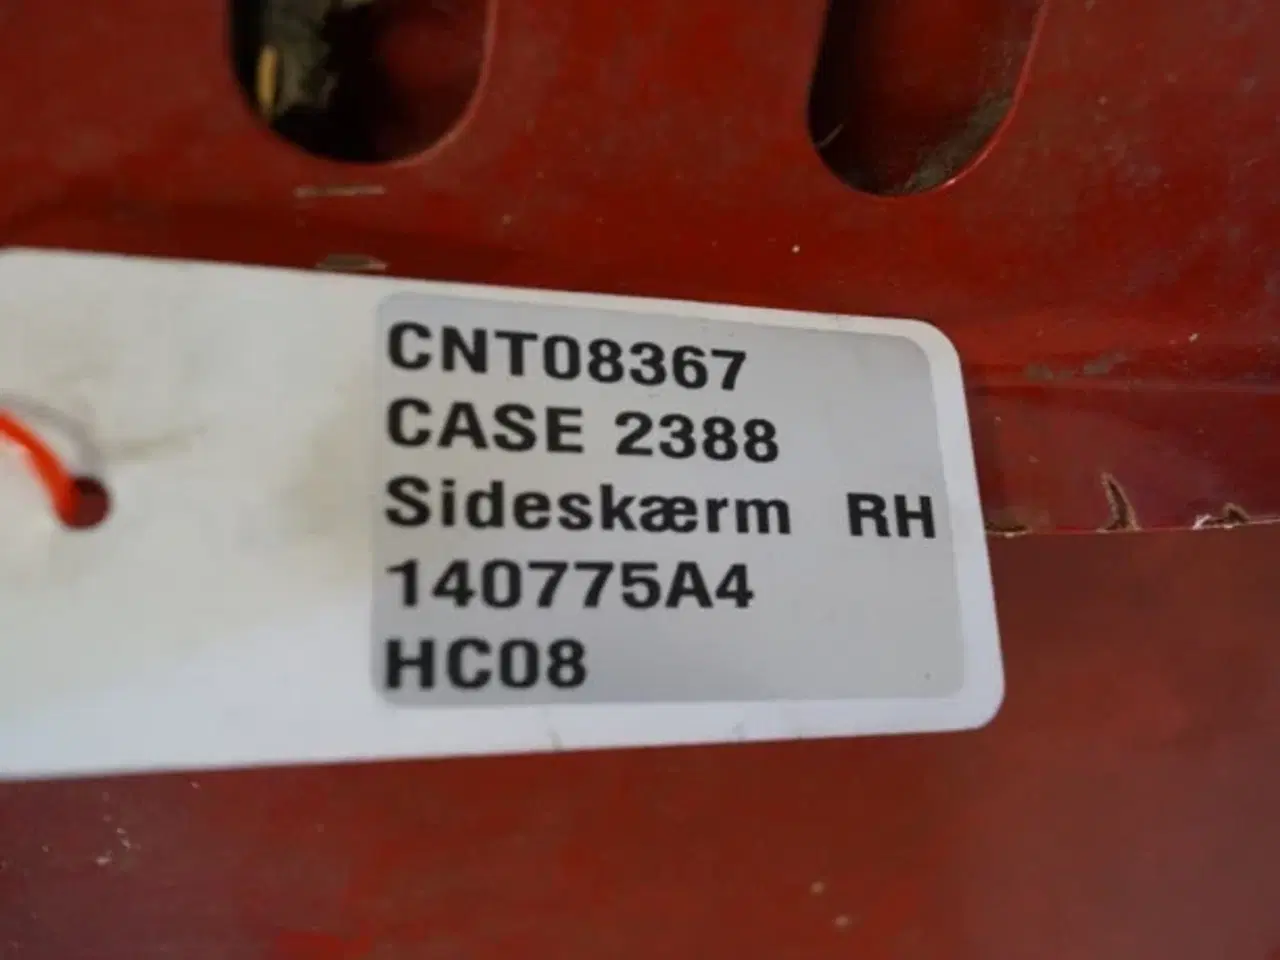 CNT08367
CASE 2388
Sideskærm RH
140775A4
HC08